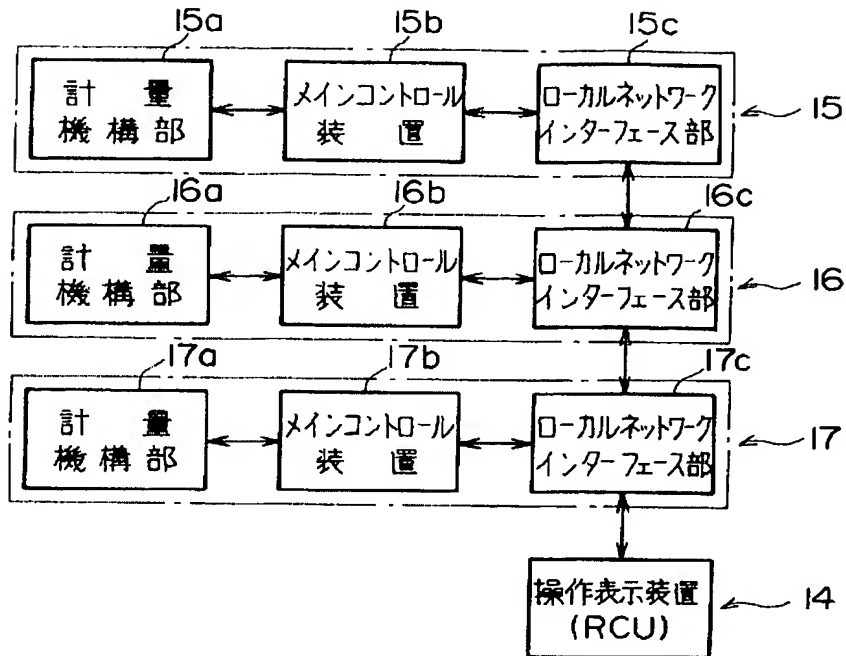 15a 15b 15c
計量 メインコントロール ローカルネットワーク
機構部 装置 インターフェース部 15
16a 16b 16c
計量 メインコントロール ローカルネットワーク
機構部 装置 インターフェース部 16
17a 17b 17c
計量 メインコントロール ローカルネットワーク
機構部 装置 インターフェース部 17
操作表示装置 14
(RCU)